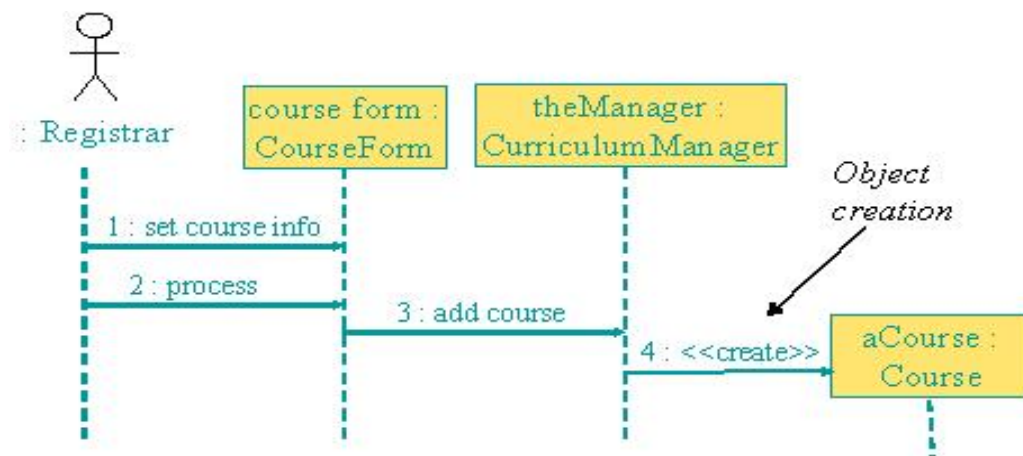 : Registrar
course form :
CourseForm
theManager :
CurriculumManager
Object
creation
1 : set course info
2 : process
3 : add course
4 : <<create>>
aCourse :
Course